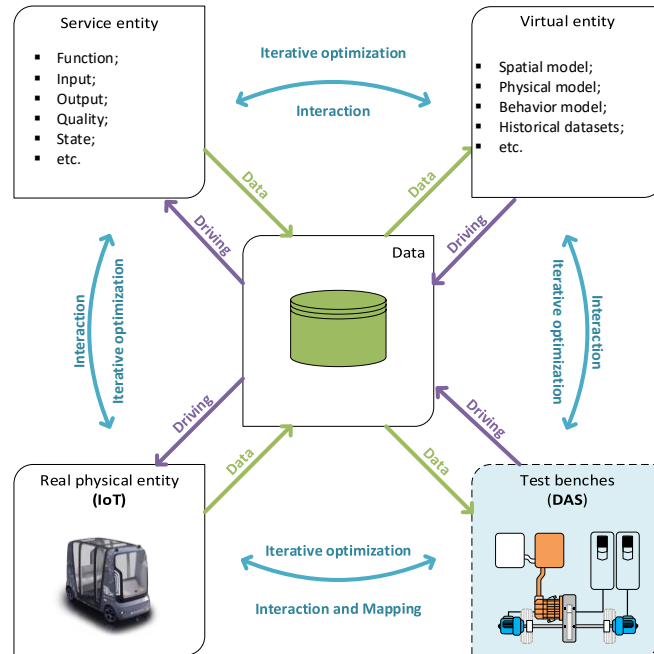 Service entity
▪ Function;
▪ Input;
▪ Output;
▪ Quality;
▪ State;
▪ etc.
Iterative optimization
Interaction
Virtual entity
▪ Spatial model;
▪ Physical model;
▪ Behavior model;
▪ Historical datasets;
▪ etc.
Data
Driving
Data
Driving
Interaction
Iterative optimization
Data
Iterative optimization
Interaction
Driving
Data
Driving
Data
Real physical entity
(IoT)
Iterative optimization
Interaction and Mapping
Test benches
(DAS)